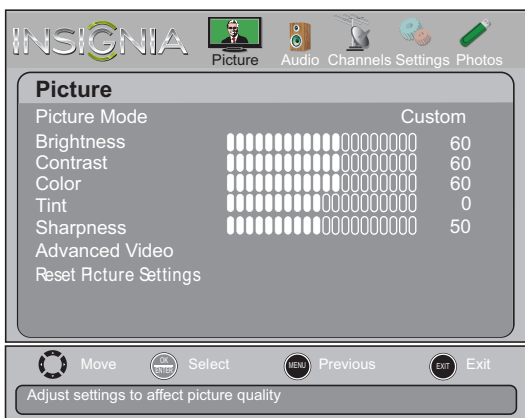 INSIGNIA
Picture Audio Channels Settings Photos
Picture
Picture Mode Custom
Brightness 60
Contrast 60
Color 60
Tint 0
Sharpness 50
Advanced Video
Reset Picture Settings
Move OK ENTER Select MENU Previous EXIT Exit
Adjust settings to affect picture quality